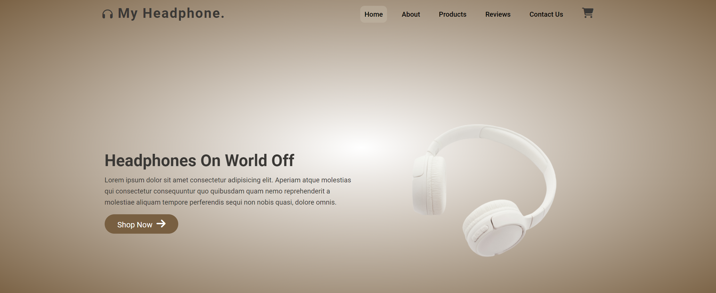 My Headphone.
Home
About
Products
Reviews
Contact Us
Headphones On World Off
Lorem ipsum dolor sit amet consectetur adipisicing elit. Aperiam atque molestias
qui consectetur consequuntur quo quibusdam quam nemo reprehenderit a
molestiae aliquam tempore perferendis sequi non nobis quasi, dolore omnis.
Shop Now